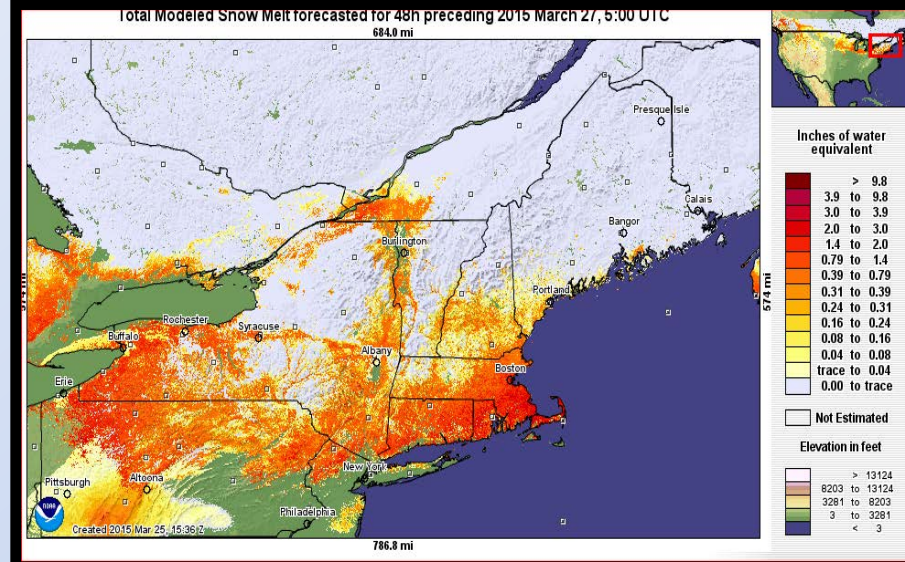 Total Modeled Snow Melt forecasted for 48h preceding 2015 March 27, 5:00 UTC
684.0 mi
Presque Isle
Calais
Bangor
Burlington
Portland
574 mi
Rochester
Syracuse
Buffalo
Albany
Boston
Erie
New York
Pittsburgh
Altoona
Philadelphia
NOAA
Created 2015 Mar 25, 15:36 Z
786.8 mi
Inches of water
equivalent
> 9.8
3.9 to 9.8
3.0 to 3.9
2.0 to 3.0
1.4 to 2.0
0.79 to 1.4
0.39 to 0.79
0.31 to 0.39
0.24 to 0.31
0.16 to 0.24
0.08 to 0.16
0.04 to 0.08
trace to 0.04
0.00 to trace
Not Estimated
Elevation in feet
> 13124
8203 to 13124
3281 to 8203
3 to 3281
< 3